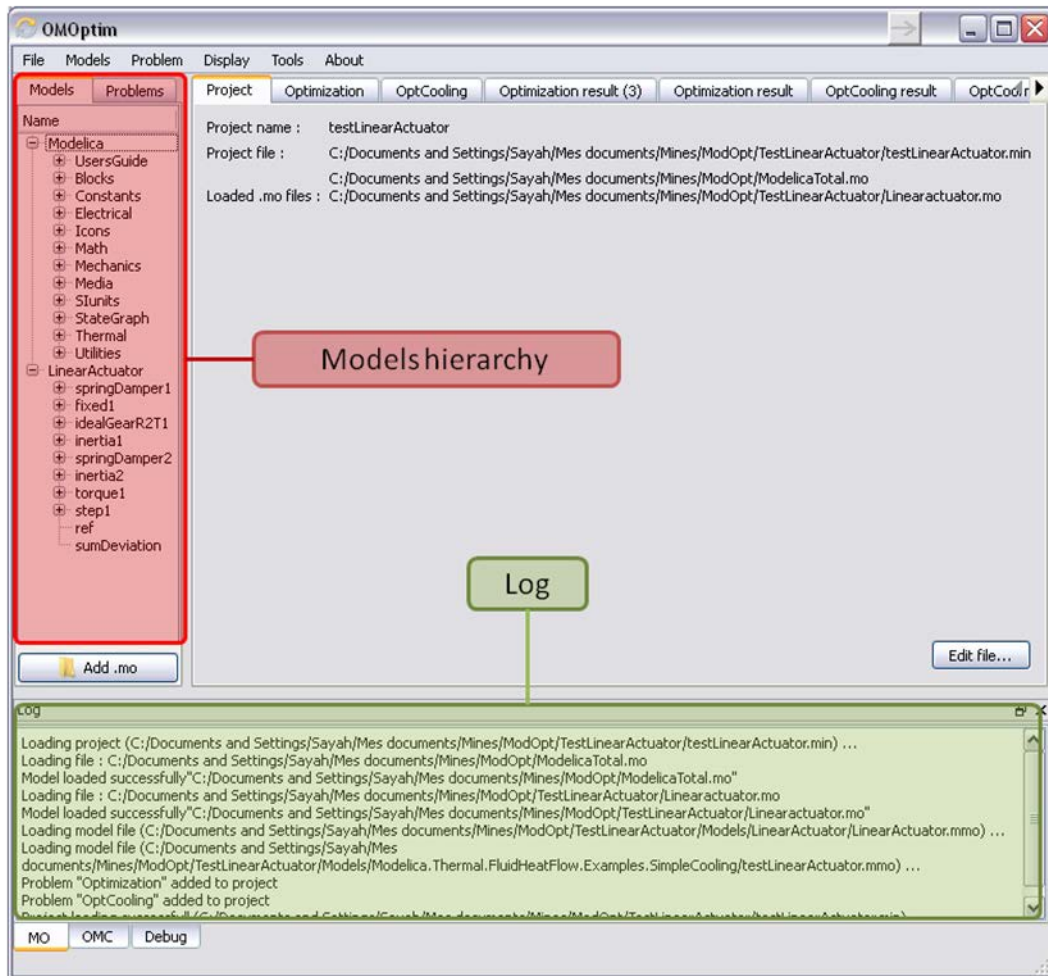 OMOptim
File Models Problem Display Tools About
Models Problems
Name
Modelica
UsersGuide
Blocks
Constants
Electrical
Icons
Math
Mechanics
Media
SIunits
StateGraph
Thermal
Utilities
LinearActuator
springDamper1
fixed1
idealGearR2T1
inertia1
springDamper2
inertia2
torque1
step1
ref
sumDeviation
Add .mo
Project Optimization OptCooling Optimization result (3) Optimization result OptCooling result
Project name : testLinearActuator
Project file : C:/Documents and Settings/Sayah/Mes documents/Mines/ModOpt/TestLinearActuator/testLinearActuator.min
C:/Documents and Settings/Sayah/Mes documents/Mines/ModOpt/ModelicaTotal.mo
Loaded .mo files : C:/Documents and Settings/Sayah/Mes documents/Mines/ModOpt/TestLinearActuator/Linearactuator.mo
Models hierarchy
Log
Edit file...
Log
Loading project (C:/Documents and Settings/Sayah/Mes documents/Mines/ModOpt/TestLinearActuator/testLinearActuator.min) ...
Loading file : C:/Documents and Settings/Sayah/Mes documents/Mines/ModOpt/ModelicaTotal.mo
Model loaded successfully"C:/Documents and Settings/Sayah/Mes documents/Mines/ModOpt/ModelicaTotal.mo"
Loading file : C:/Documents and Settings/Sayah/Mes documents/Mines/ModOpt/TestLinearActuator/Linearactuator.mo
Model loaded successfully"C:/Documents and Settings/Sayah/Mes documents/Mines/ModOpt/TestLinearActuator/Linearactuator.mo"
Loading model file (C:/Documents and Settings/Sayah/Mes documents/Mines/ModOpt/TestLinearActuator/Models/LinearActuator/LinearActuator.mmo) ...
Loading model file (C:/Documents and Settings/Sayah/Mes
documents/Mines/ModOpt/TestLinearActuator/Models/Modelica.Thermal.FluidHeatFlow.Examples.SimpleCooling/testLinearActuator.mmo) ...
Problem "Optimization" added to project
Problem "OptCooling" added to project
MO OMC Debug